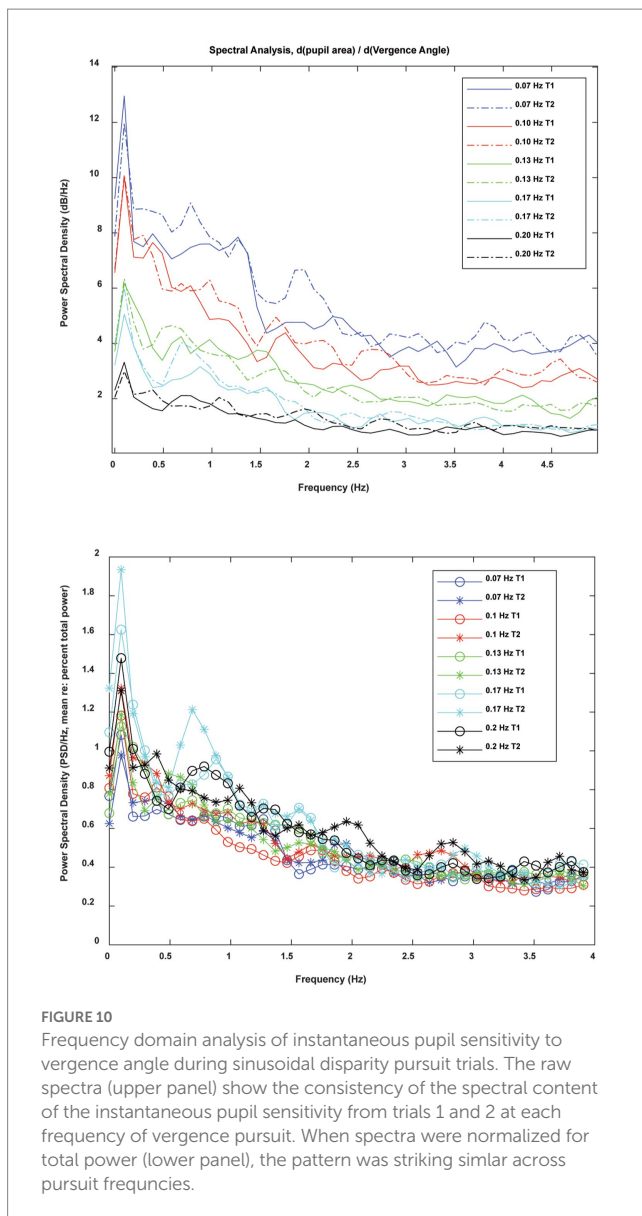 Spectral Analysis, d(pupil area) / d(Vergence Angle)
14
12
10
8
6
4
2
Power Spectral Density (dB/Hz)
0.07 Hz T1
0.07 Hz T2
0.10 Hz T1
0.10 Hz T2
0.13 Hz T1
0.13 Hz T2
0.17 Hz T1
0.17 Hz T2
0.20 Hz T1
0.20 Hz T2
0 0.5 1 1.5 2 2.5 3 3.5 4 4.5
Frequency (Hz)
2
1.8
1.6
1.4
1.2
1
0.8
0.6
0.4
0.2
0
Power Spectral Density (PSD/Hz, mean re: percent total power)
0.07 Hz T1
0.07 Hz T2
0.1 Hz T1
0.1 Hz T2
0.13 Hz T1
0.13 Hz T2
0.17 Hz T1
0.17 Hz T2
0.2 Hz T1
0.2 Hz T2
0 0.5 1 1.5 2 2.5 3 3.5 4
Frequency (Hz)
FIGURE 10
Frequency domain analysis of instantaneous pupil sensitivity to
vergence angle during sinusoidal disparity pursuit trials. The raw
spectra (upper panel) show the consistency of the spectral content
of the instantaneous pupil sensitivity from trials 1 and 2 at each
frequency of vergence pursuit. When spectra were normalized for
total power (lower panel), the pattern was striking simlar across
pursuit frequncies.